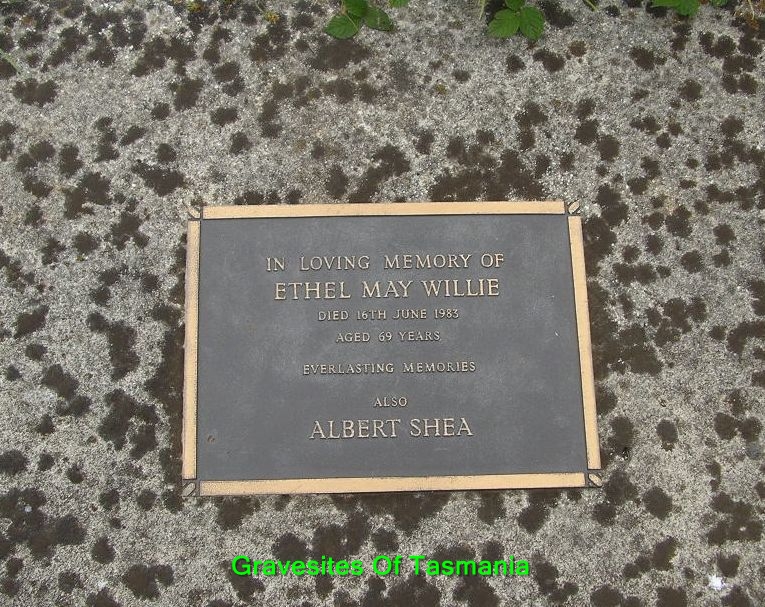 IN LOVING MEMORY OF
ETHEL MAY WILLIE
DIED 16TH JUNE 1983
AGED 69 YEARS
EVERLASTING MEMORIES
ALSO
ALBERT SHEA
Gravesites Of Tasmania